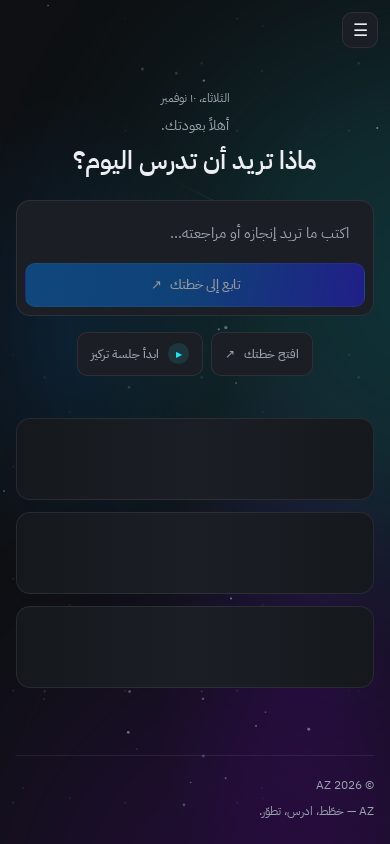 الثلاثاء، ١٠ نوفمبر
أهلاً بعودتك.
ماذا تريد أن تدرس اليوم؟
اكتب ما تريد إنجازه أو مراجعته...
تابع إلى خطتك ↗
افتح خطتك ↗
ابدأ جلسة تركيز
© 2026 AZ
AZ — خطّط، ادرس، تطوّر.